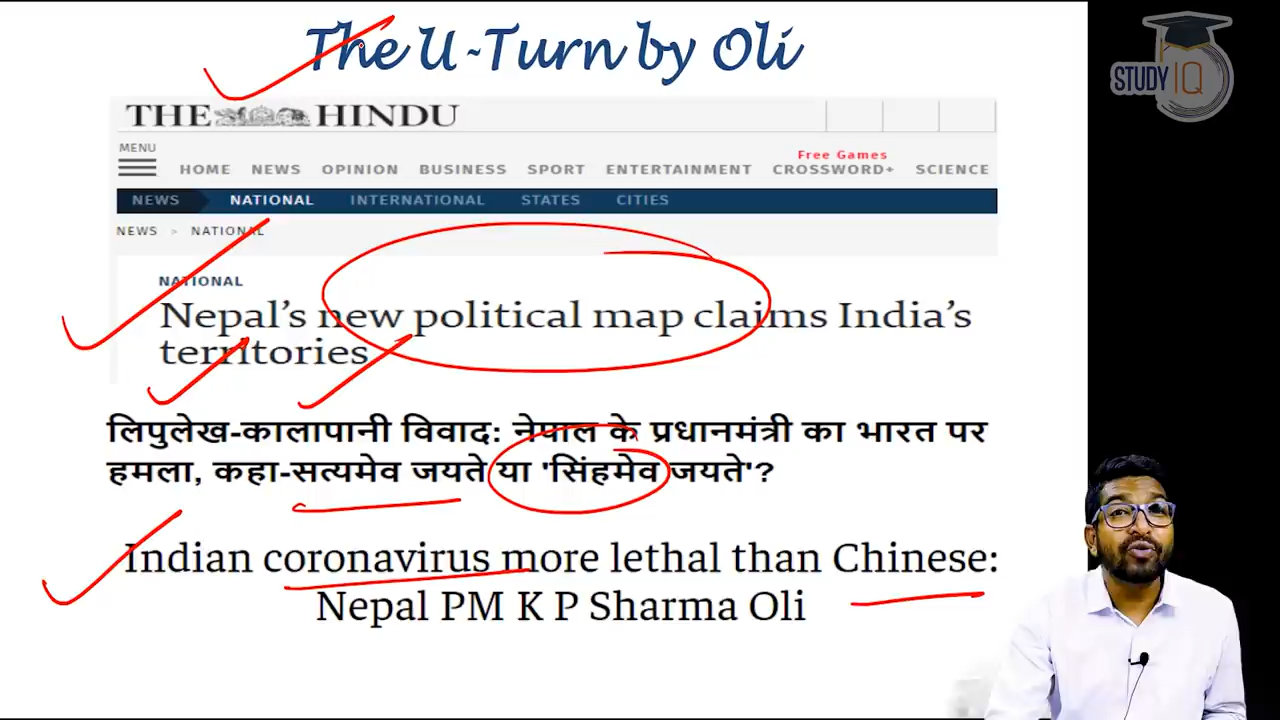 The U-Turn by Oli
STUDY IQ
THE HINDU
MENU
Free Games
HOME NEWS OPINION BUSINESS SPORT ENTERTAINMENT CROSSWORD+ SCIENCE
NEWS NATIONAL INTERNATIONAL STATES CITIES
NEWS > NATIONAL
NATIONAL
Nepal's new political map claims India's
territories
लिपुलेख-कालापानी विवाद: नेपाल के प्रधानमंत्री का भारत पर
हमला, कहा-सत्यमेव जयते या 'सिंहमेव जयते'?
Indian coronavirus more lethal than Chinese:
Nepal PM K P Sharma Oli